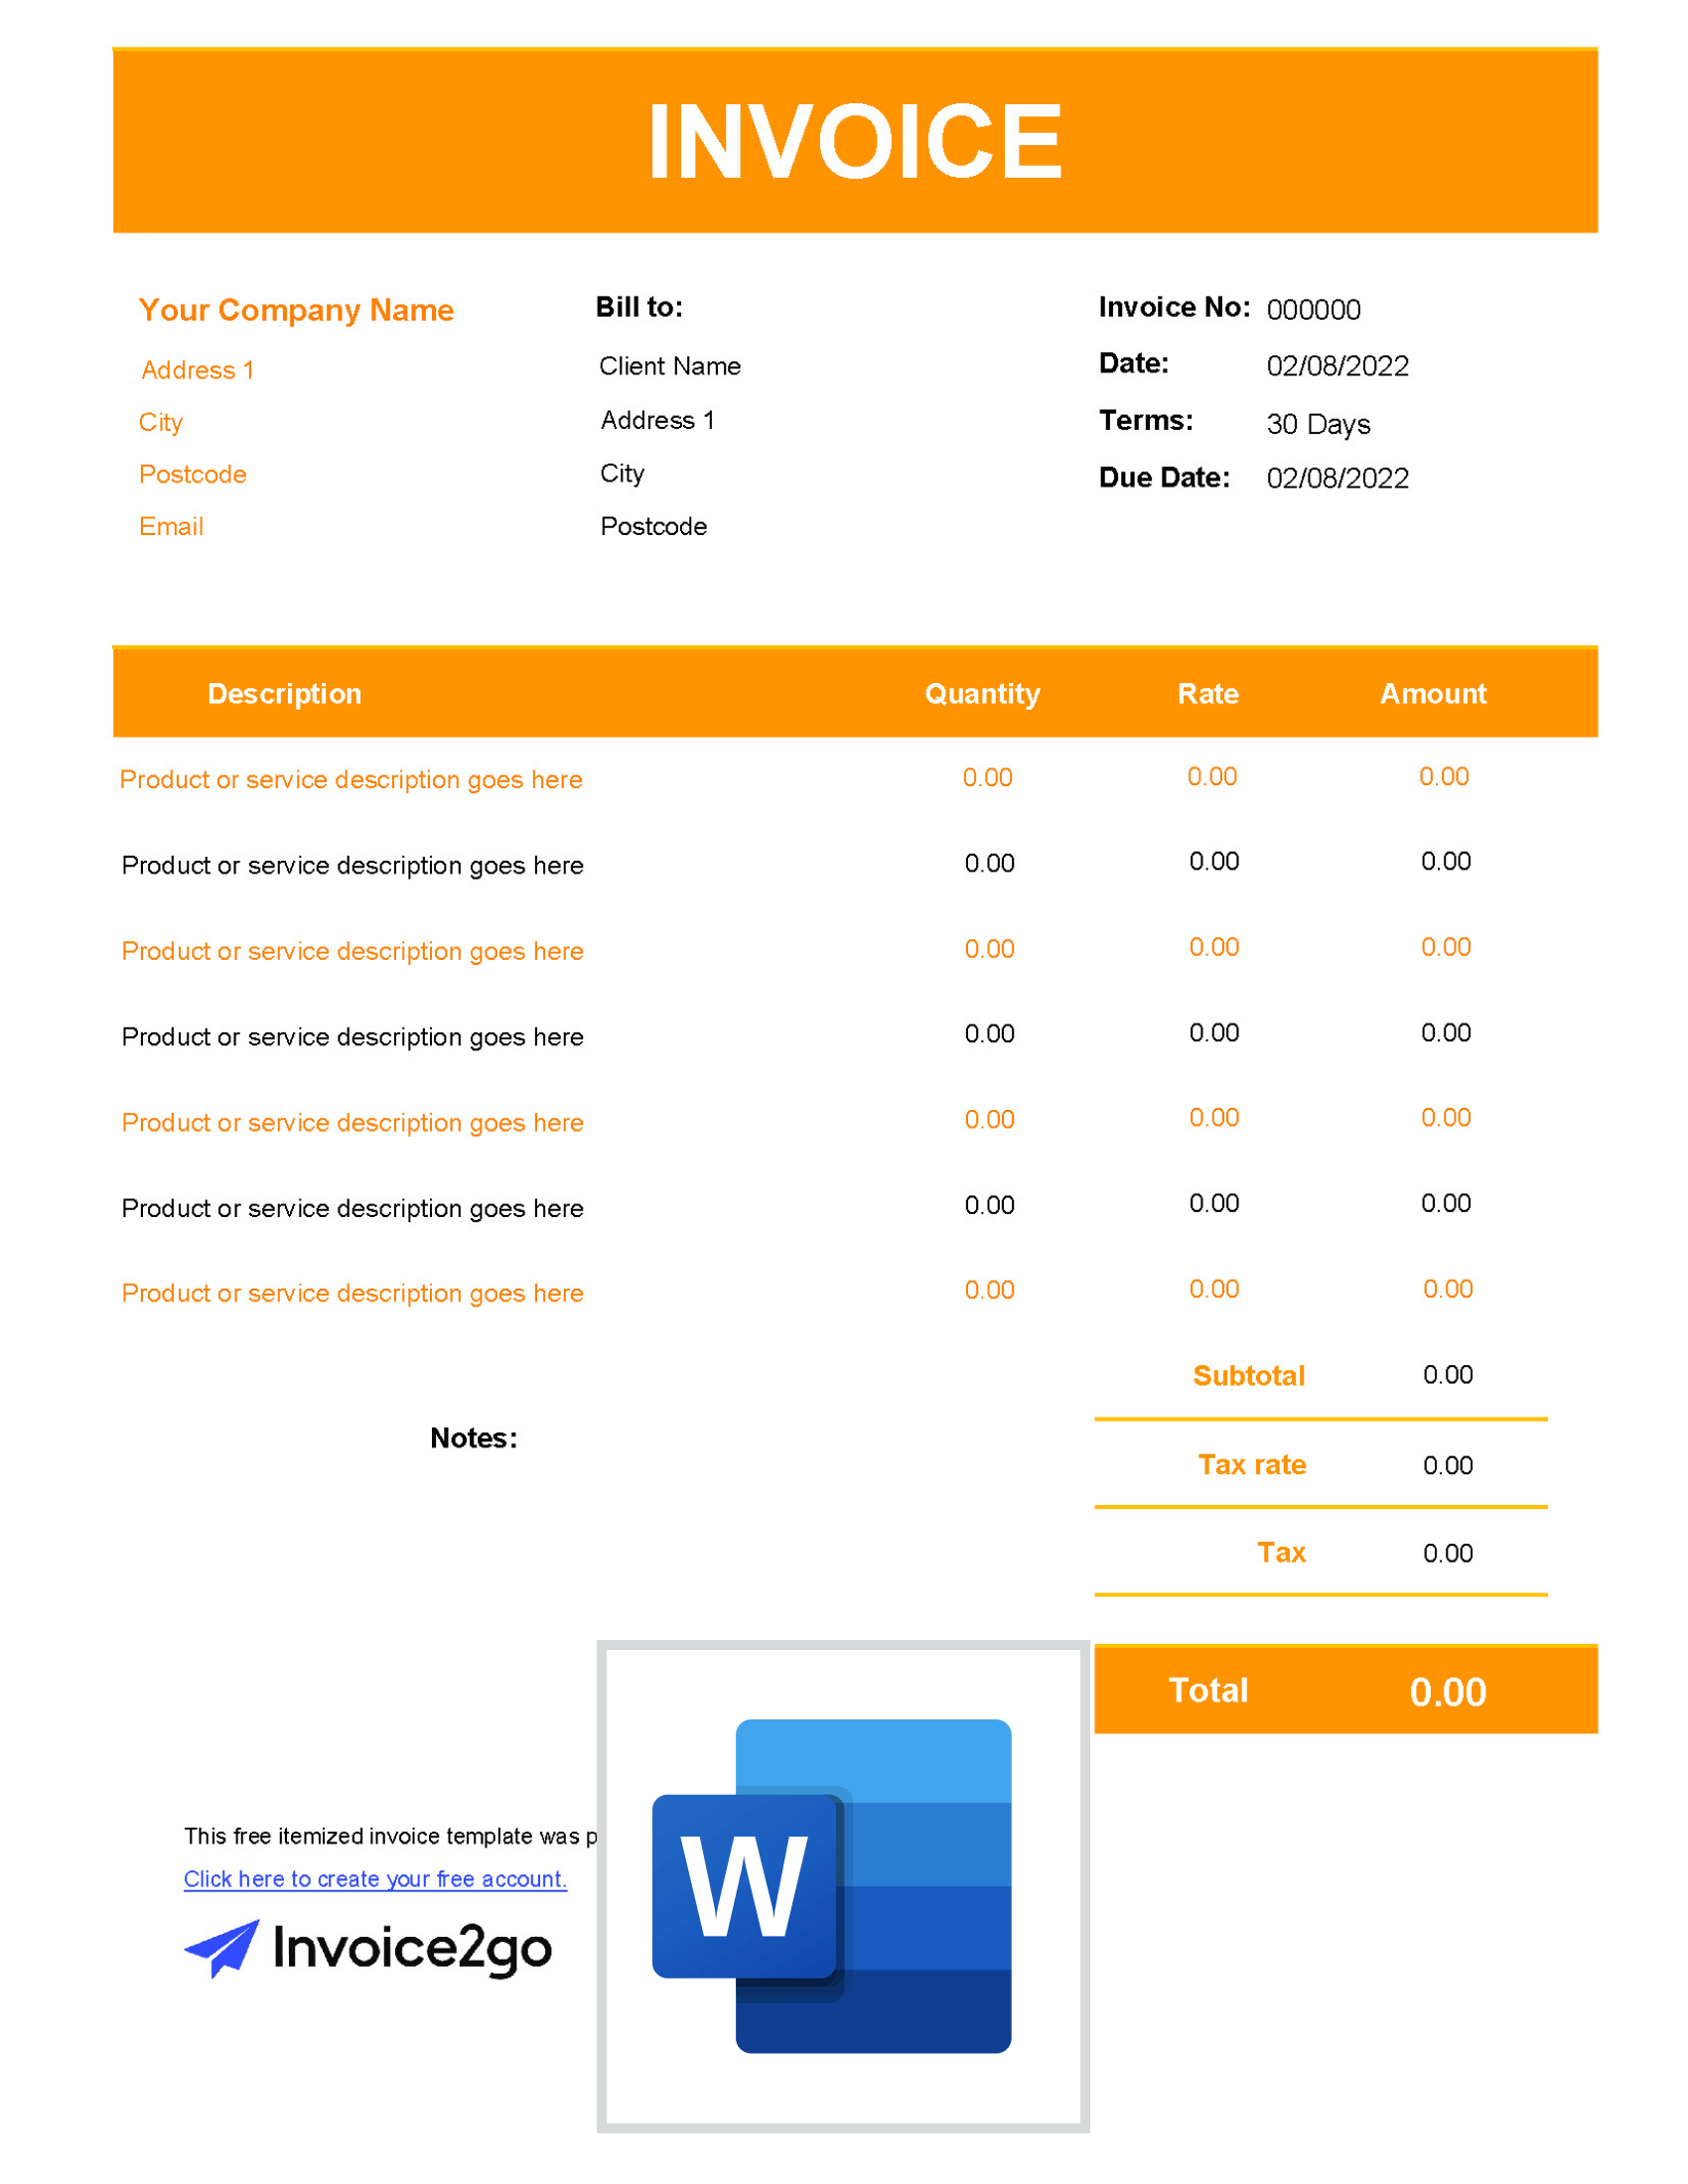 INVOICE
Your Company Name
Address 1
City
Postcode
Email
Bill to:
Client Name
Address 1
City
Postcode
Invoice No: 000000
Date: 02/08/2022
Terms: 30 Days
Due Date: 02/08/2022
Description Quantity Rate Amount
Product or service description goes here 0.00 0.00 0.00
Product or service description goes here 0.00 0.00 0.00
Product or service description goes here 0.00 0.00 0.00
Product or service description goes here 0.00 0.00 0.00
Product or service description goes here 0.00 0.00 0.00
Product or service description goes here 0.00 0.00 0.00
Product or service description goes here 0.00 0.00 0.00
Subtotal 0.00
Notes:
Tax rate 0.00
Tax 0.00
Total 0.00
This free itemized invoice template was p
Click here to create your free account.
Invoice2go
W